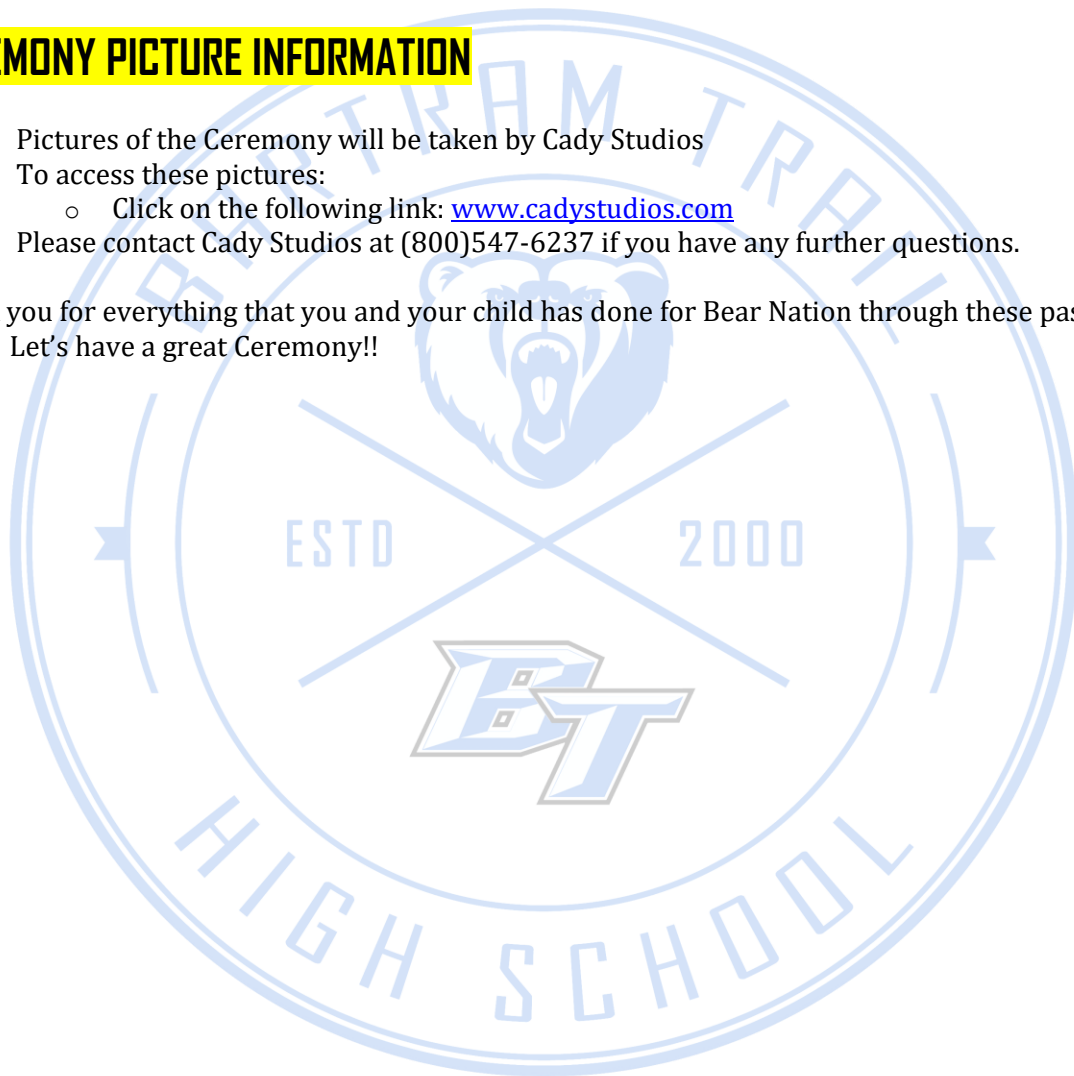 EMONY PICTURE INFORMATION
Pictures of the Ceremony will be taken by Cady Studios
To access these pictures:
o Click on the following link: www.cadystudios.com
Please contact Cady Studios at (800)547-6237 if you have any further questions.
you for everything that you and your child has done for Bear Nation through these pas
Let’s have a great Ceremony!!
BARTRAM TRAIL
ESTD 2000
BT
HIGH SCHOOL